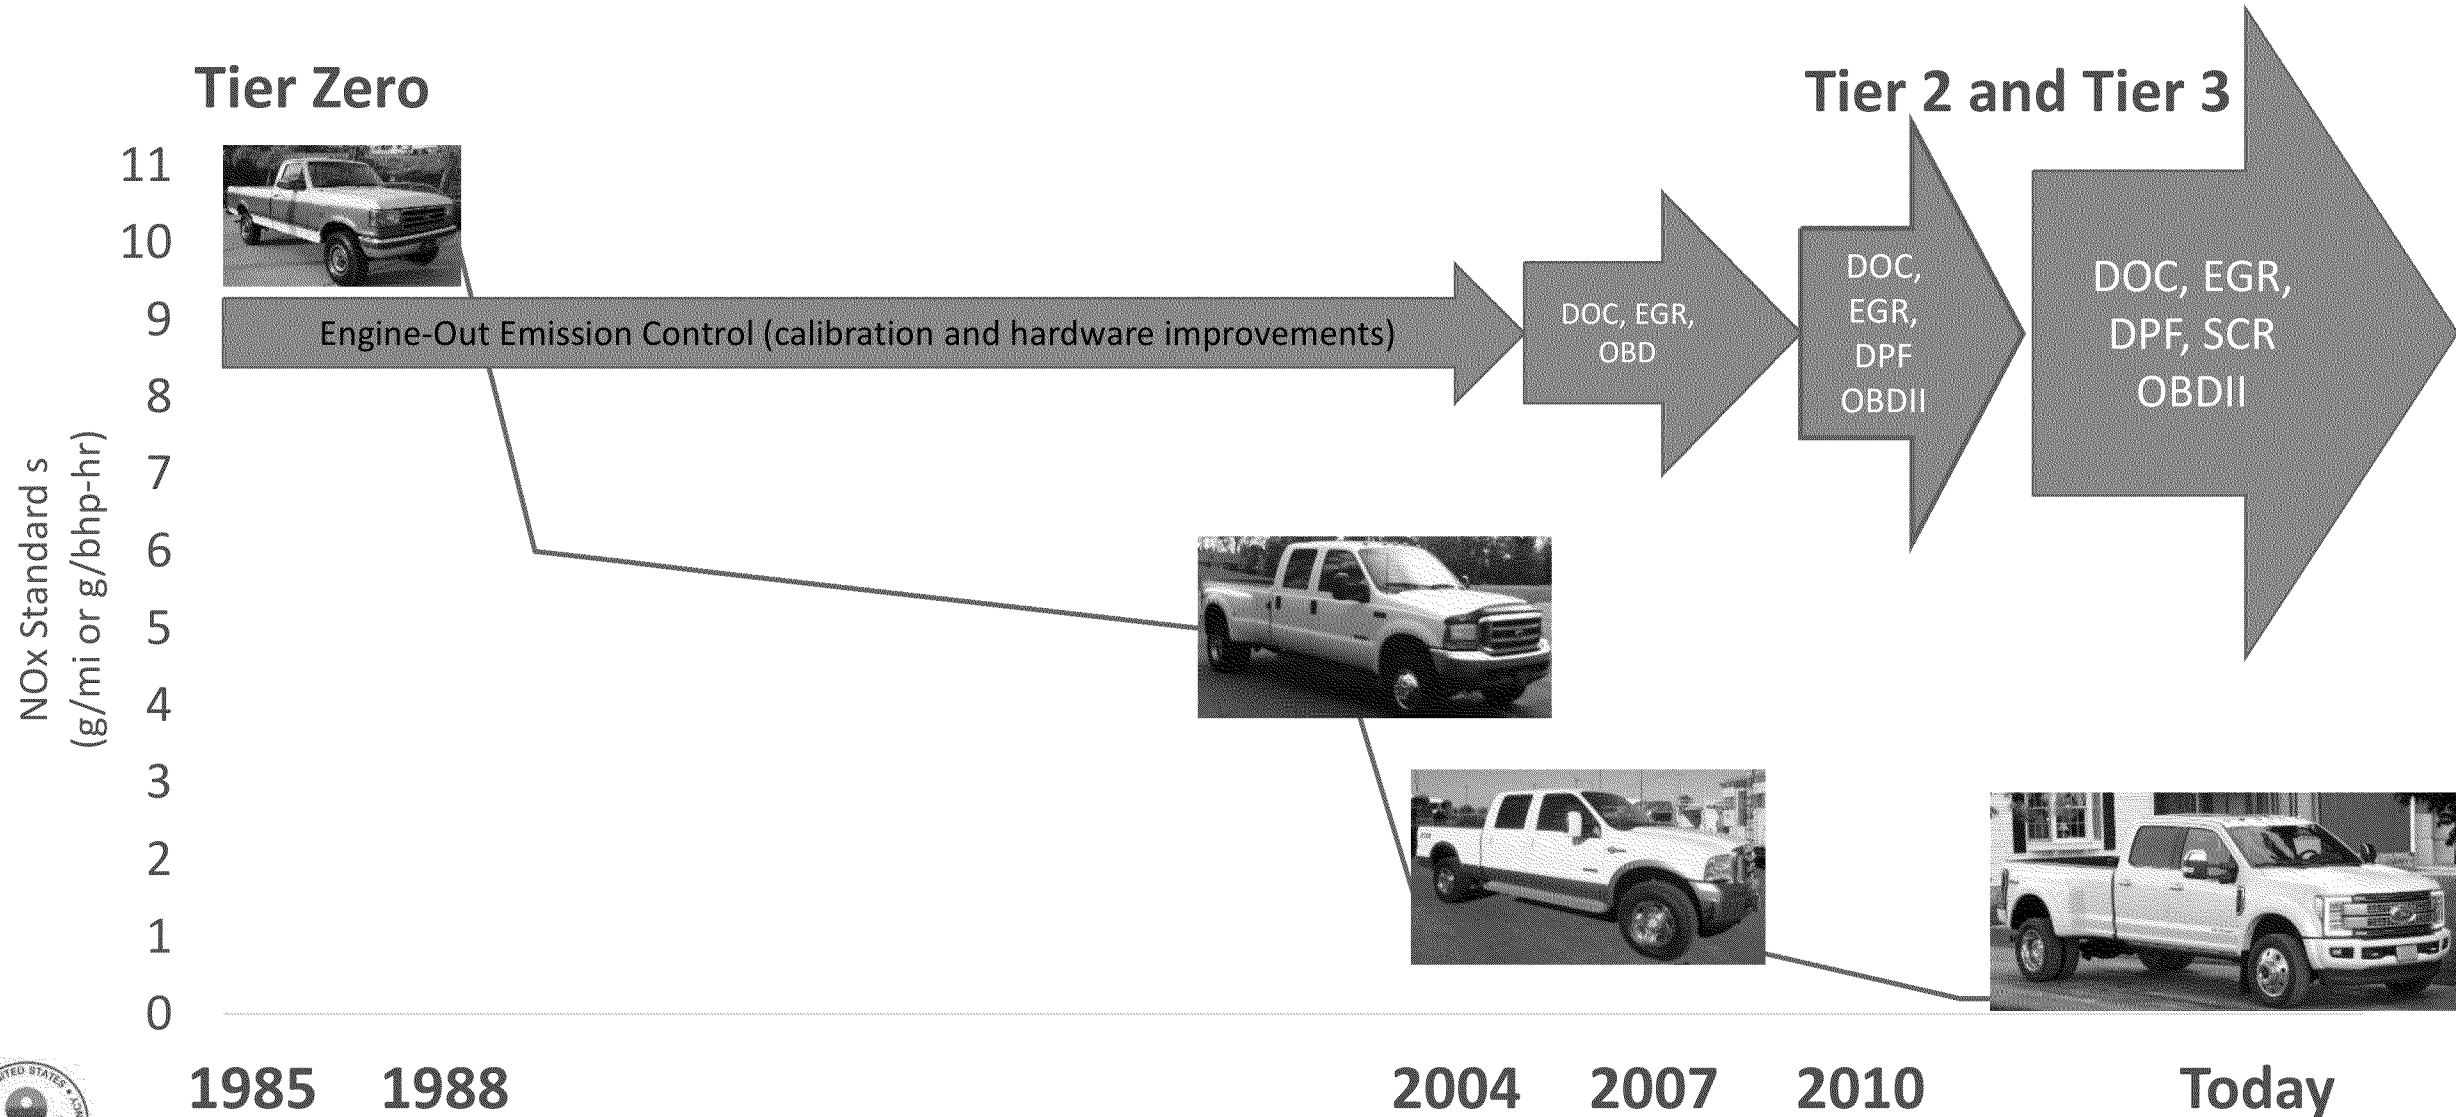 Tier Zero
Tier 2 and Tier 3
11
10
9
8
7
6
5
4
3
2
1
0
NOx Standard s
(g/mi or g/bhp-hr)
Engine-Out Emission Control (calibration and hardware improvements)
DOC, EGR,
OBD
DOC,
EGR,
DPF
OBDII
DOC, EGR,
DPF, SCR
OBDII
1985
1988
2004
2007
2010
Today
UNITED STATES